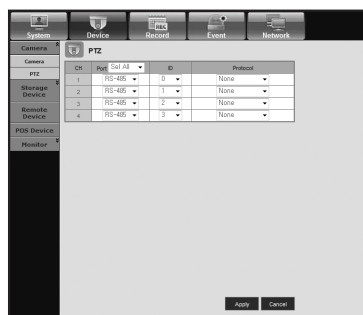 System Device Record Event Network
REC
Camera
Camera
PTZ
Storage Device
Remote Device
POS Device
Monitor
PTZ
CH Port Sel All ID Protocol
1 RS-485 0 None
2 RS-485 1 None
3 RS-485 2 None
4 RS-485 3 None
Apply Cancel